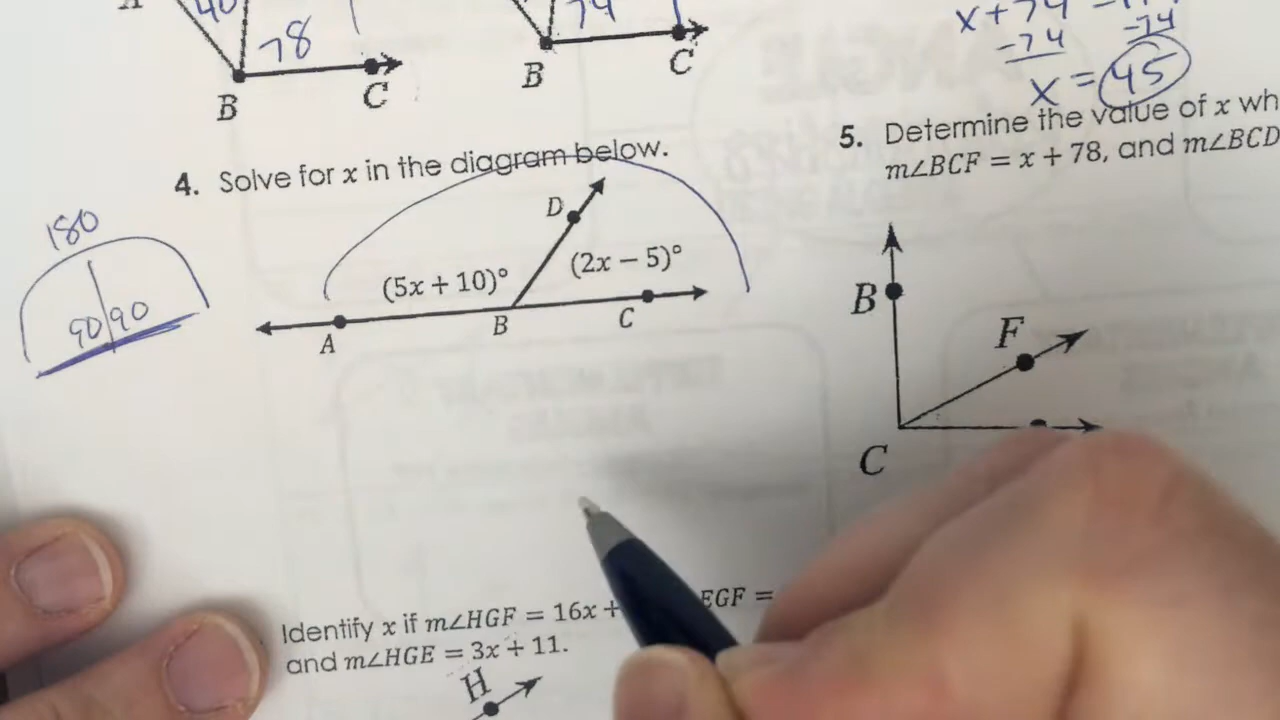 40
78
B
C
74
B
C
x + 74
-74
-74
x = 45
4. Solve for x in the diagram below.
180
90 90
D
(5x + 10)°
(2x − 5)°
A
B
C
5. Determine the value of x wh
m∠BCF = x + 78, and m∠BCD
B
F
C
Identify x if m∠HGF = 16x + EGF =
and m∠HGE = 3x + 11.
H